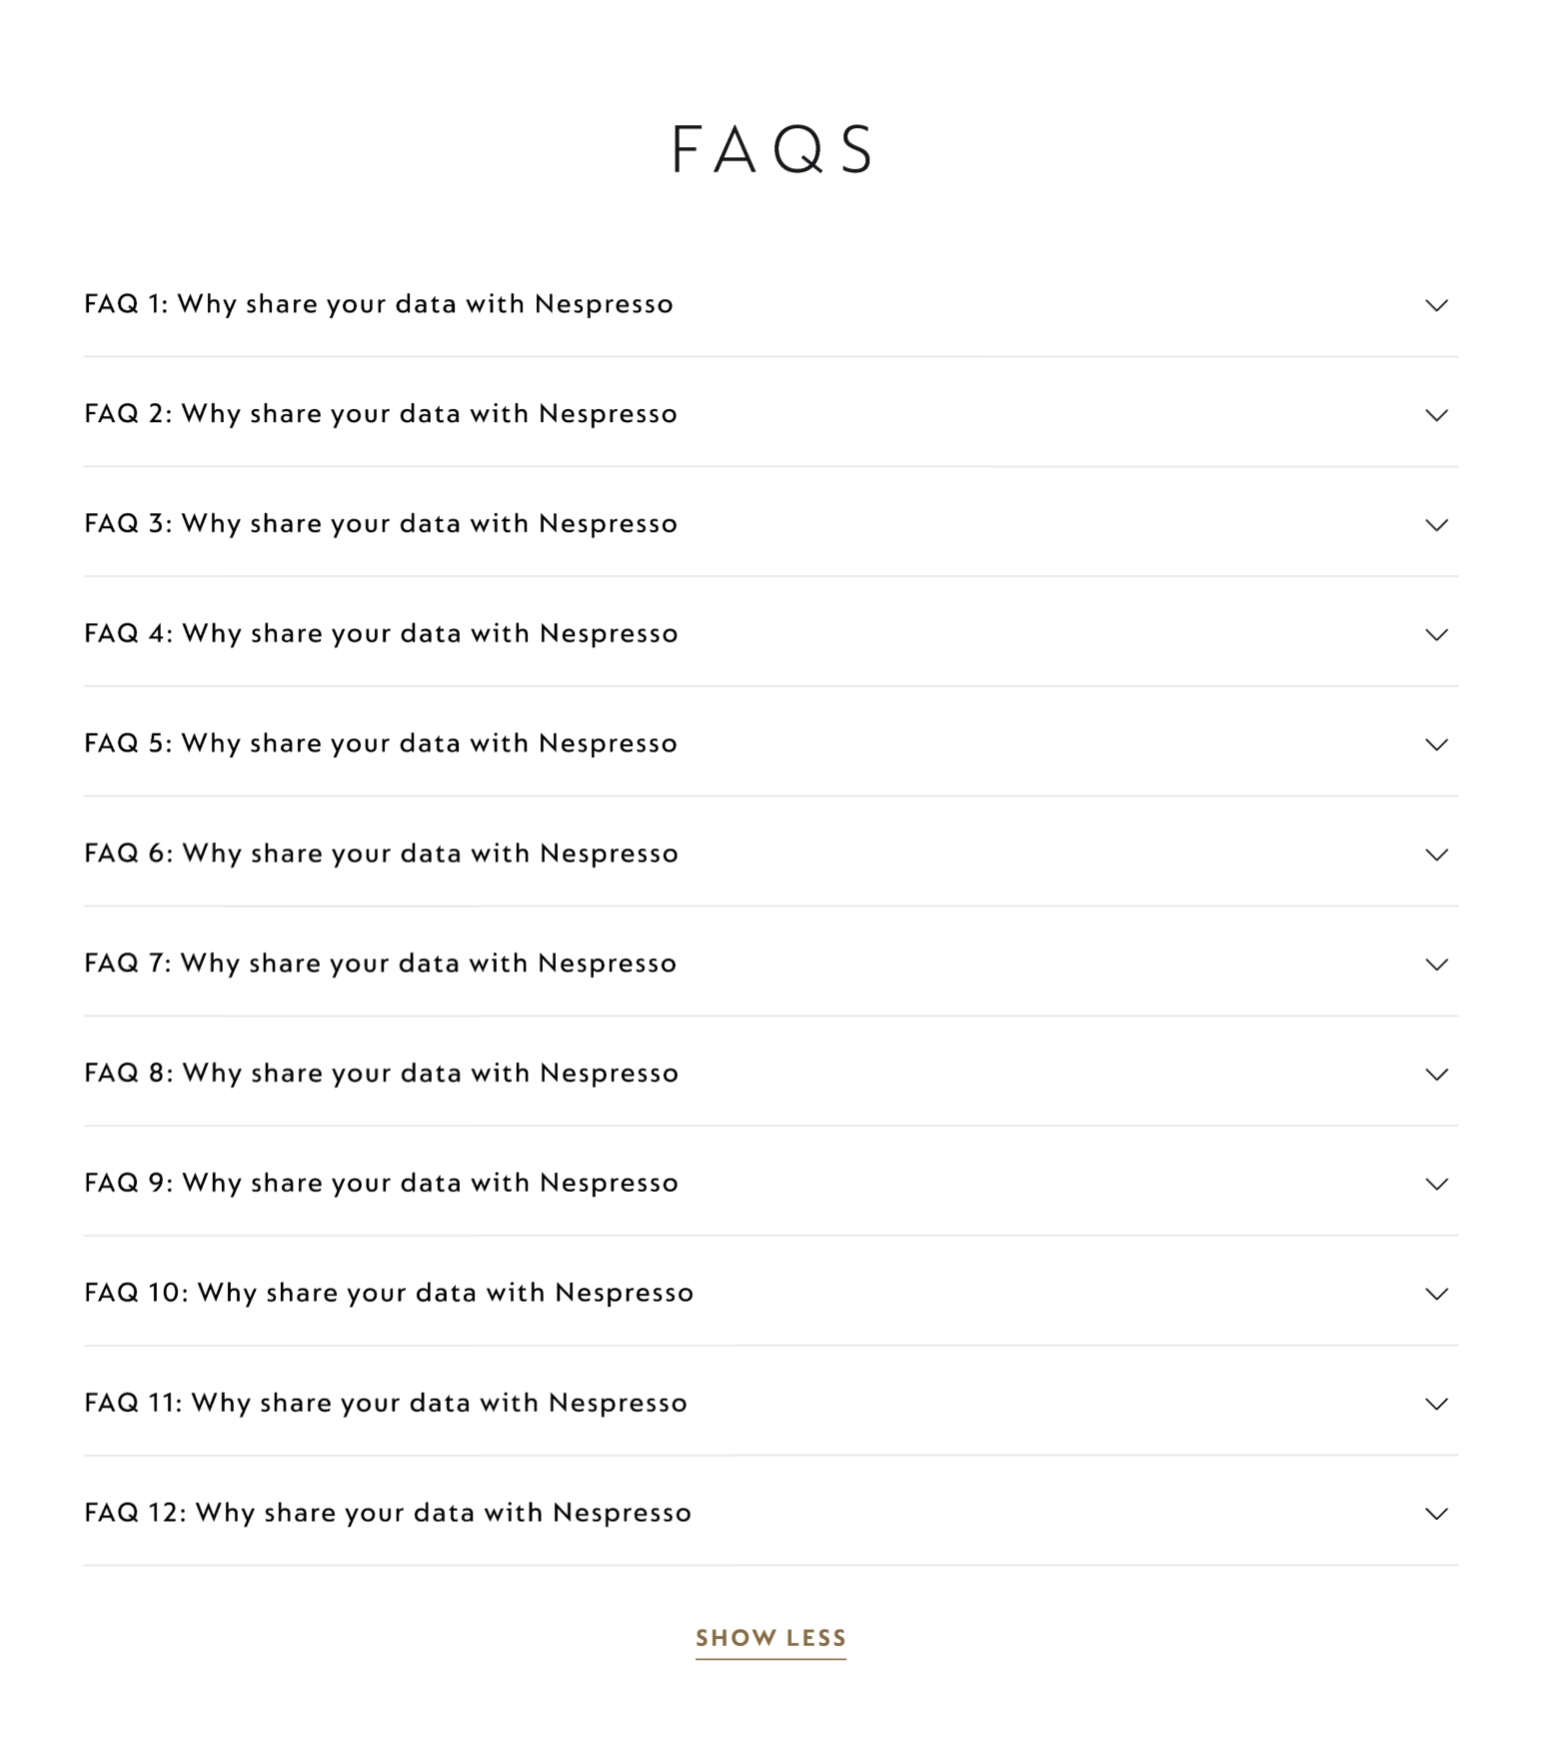 FAQS
FAQ 1: Why share your data with Nespresso
FAQ 2: Why share your data with Nespresso
FAQ 3: Why share your data with Nespresso
FAQ 4: Why share your data with Nespresso
FAQ 5: Why share your data with Nespresso
FAQ 6: Why share your data with Nespresso
FAQ 7: Why share your data with Nespresso
FAQ 8: Why share your data with Nespresso
FAQ 9: Why share your data with Nespresso
FAQ 10: Why share your data with Nespresso
FAQ 11: Why share your data with Nespresso
FAQ 12: Why share your data with Nespresso
SHOW LESS